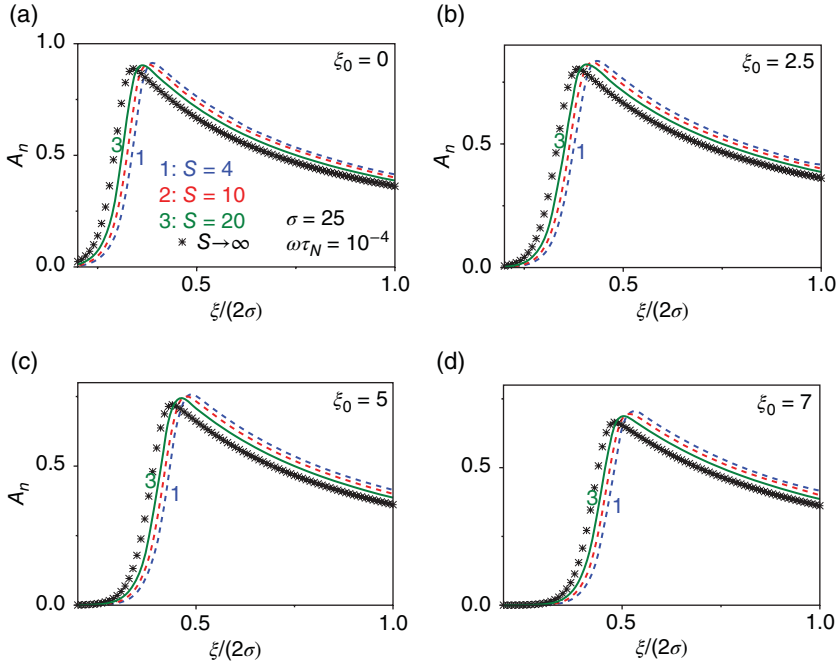 (a)
1.0
ξ₀ = 0
Aₙ
0.5
3
1
1: S = 4
2: S = 10
3: S = 20
S→∞
σ = 25
ωτ_N = 10⁻⁴
0.0
0.5
1.0
ξ/(2σ)
(b)
ξ₀ = 2.5
Aₙ
0.5
3
1
0.0
0.5
1.0
ξ/(2σ)
(c)
ξ₀ = 5
Aₙ
0.5
3
1
0.0
0.5
1.0
ξ/(2σ)
(d)
ξ₀ = 7
Aₙ
0.5
3
1
0.0
0.5
1.0
ξ/(2σ)